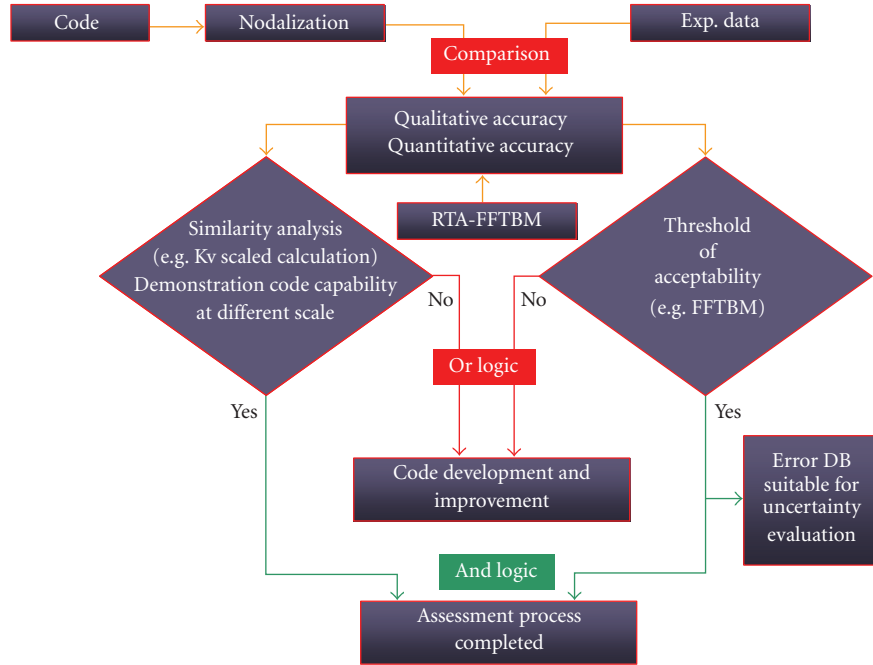 Code
Nodalization
Exp. data
Comparison
Qualitative accuracy
Quantitative accuracy
RTA-FFTBM
Similarity analysis
(e.g. Kv scaled calculation)
Demonstration code capability
at different scale
Threshold
of
acceptability
(e.g. FFTBM)
No
No
Or logic
Yes
Yes
Code development and
improvement
Error DB
suitable for
uncertainty
evaluation
And logic
Assessment process
completed